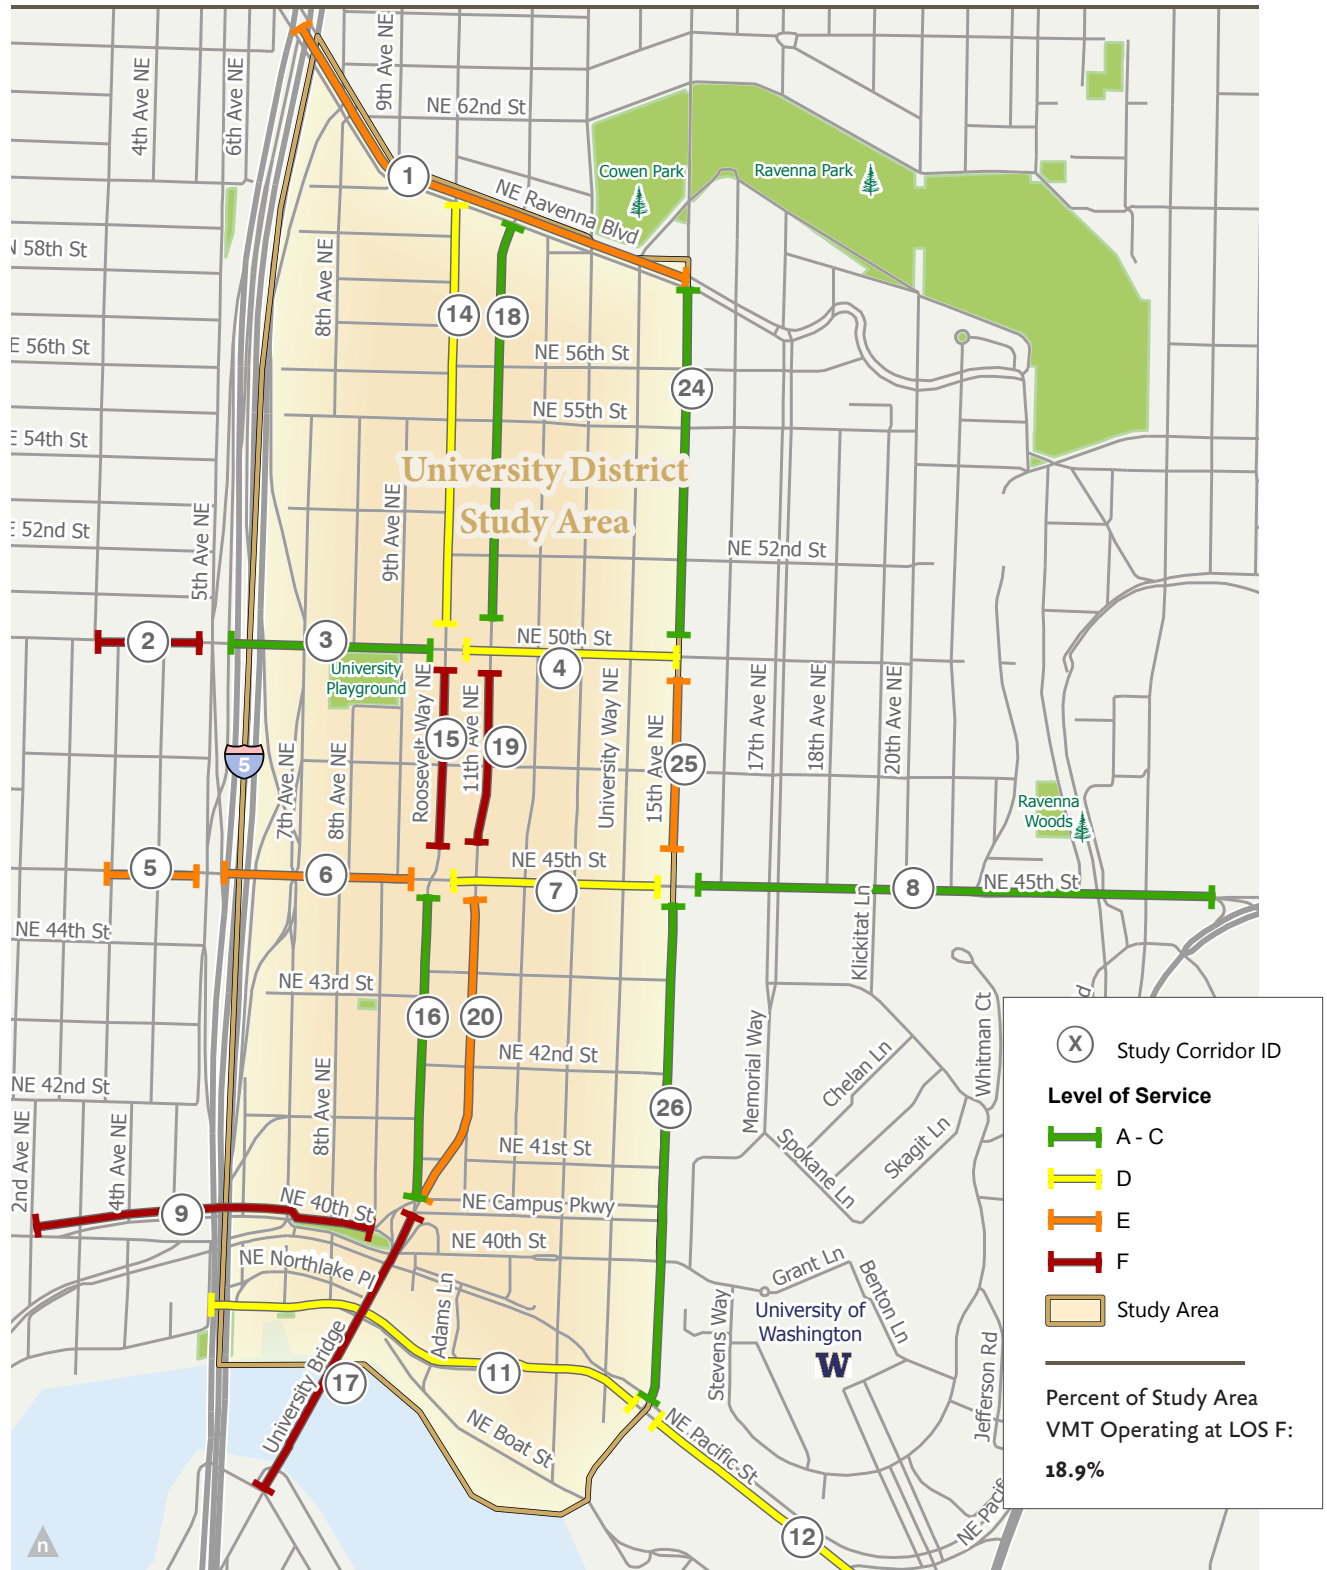 9th Ave NE
4th Ave NE
6th Ave NE
NE 62nd St
1
Cowen Park
Ravenna Park
NE Ravenna Blvd
N 58th St
8th Ave NE
14
18
E 56th St
NE 56th St
24
NE 55th St
E 54th St
University District
Study Area
9th Ave NE
5th Ave NE
E 52nd St
NE 52nd St
2
3
NE 50th St
4
University
Playground
Roosevelt Way NE
11th Ave NE
University Way NE
15th Ave NE
17th Ave NE
18th Ave NE
20th Ave NE
15
19
25
5
7th Ave NE
8th Ave NE
Ravenna
Woods
5
6
NE 45th St
7
8
NE 45th St
Klickitat Ln
NE 44th St
NE 43rd St
16
20
NE 42nd St
Memorial Way
Whitman Ct
Chelan Ln
Skagit Ln
Spokane Ln
NE 42nd St
2nd Ave NE
4th Ave NE
8th Ave NE
26
NE 41st St
9
NE 40th St
NE Campus Pkwy
NE 40th St
NE Northlake Pl
Adams Ln
Grant Ln
Benton Ln
University of
Washington
W
Stevens Way
Jefferson Rd
University Bridge
17
11
NE Boat St
NE Pacific St
12
NE Pacific
n
X Study Corridor ID
Level of Service
A - C
D
E
F
Study Area
Percent of Study Area
VMT Operating at LOS F:
18.9%